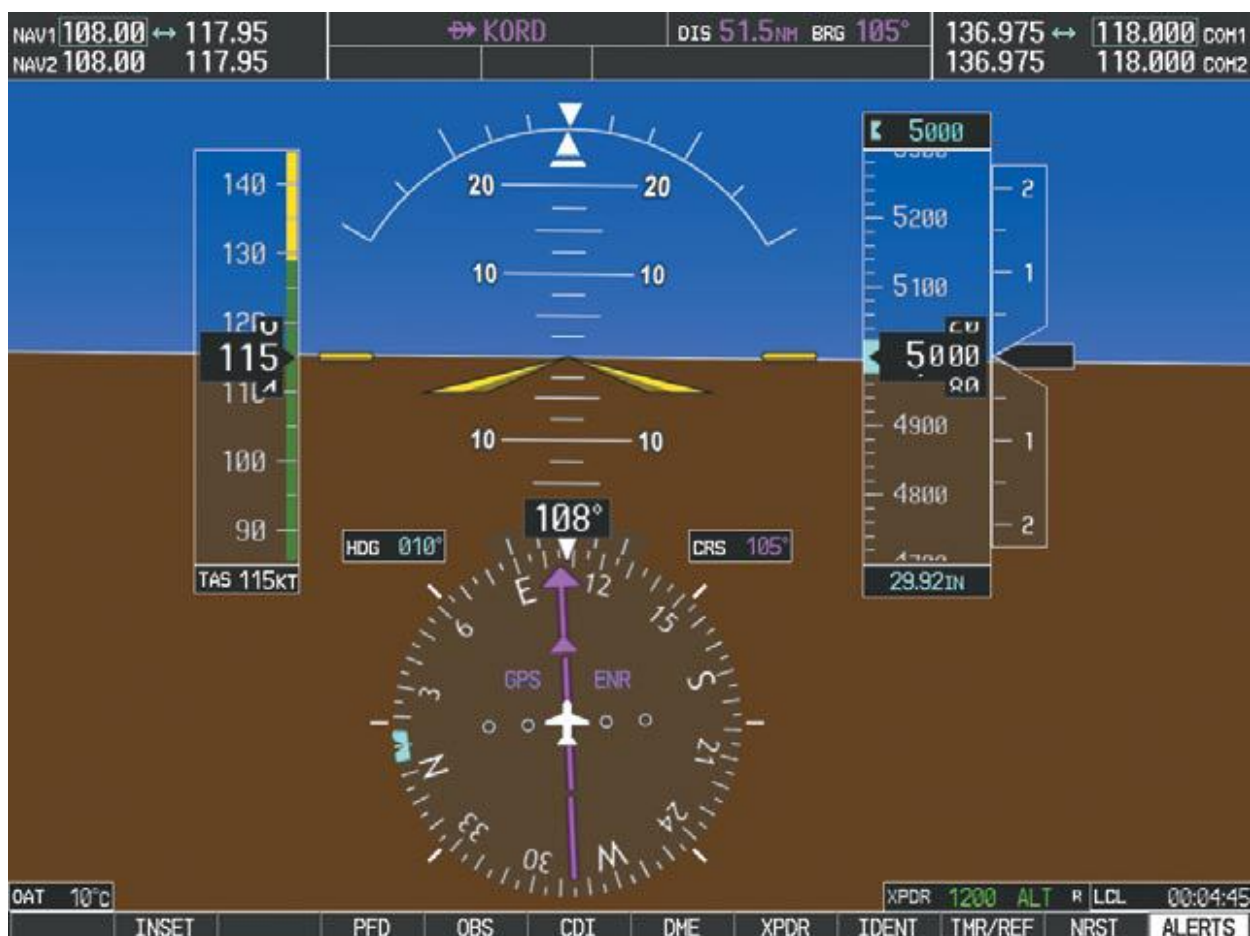 NAV1 108.00 ↔ 117.95
NAV2 108.00 117.95
KORD
DIS 51.5NM BRG 105°
136.975 ↔ 118.000 COM1
136.975 118.000 COM2
140
130
120
115
110
100
90
TAS 115KT
20 20
10 10
10 10
5000
5200
5100
5000
20
80
4900
4800
29.92IN
2
1
1
2
108°
HDG 010°
CRS 105°
E
12
15
S
21
24
W
30
33
N
3
6
GPS ENR
OAT 10°C
XPDR 1200 ALT R LCL 00:04:45
INSET PFD OBS CDI DME XPDR IDENT TMR/REF NRST ALERTS